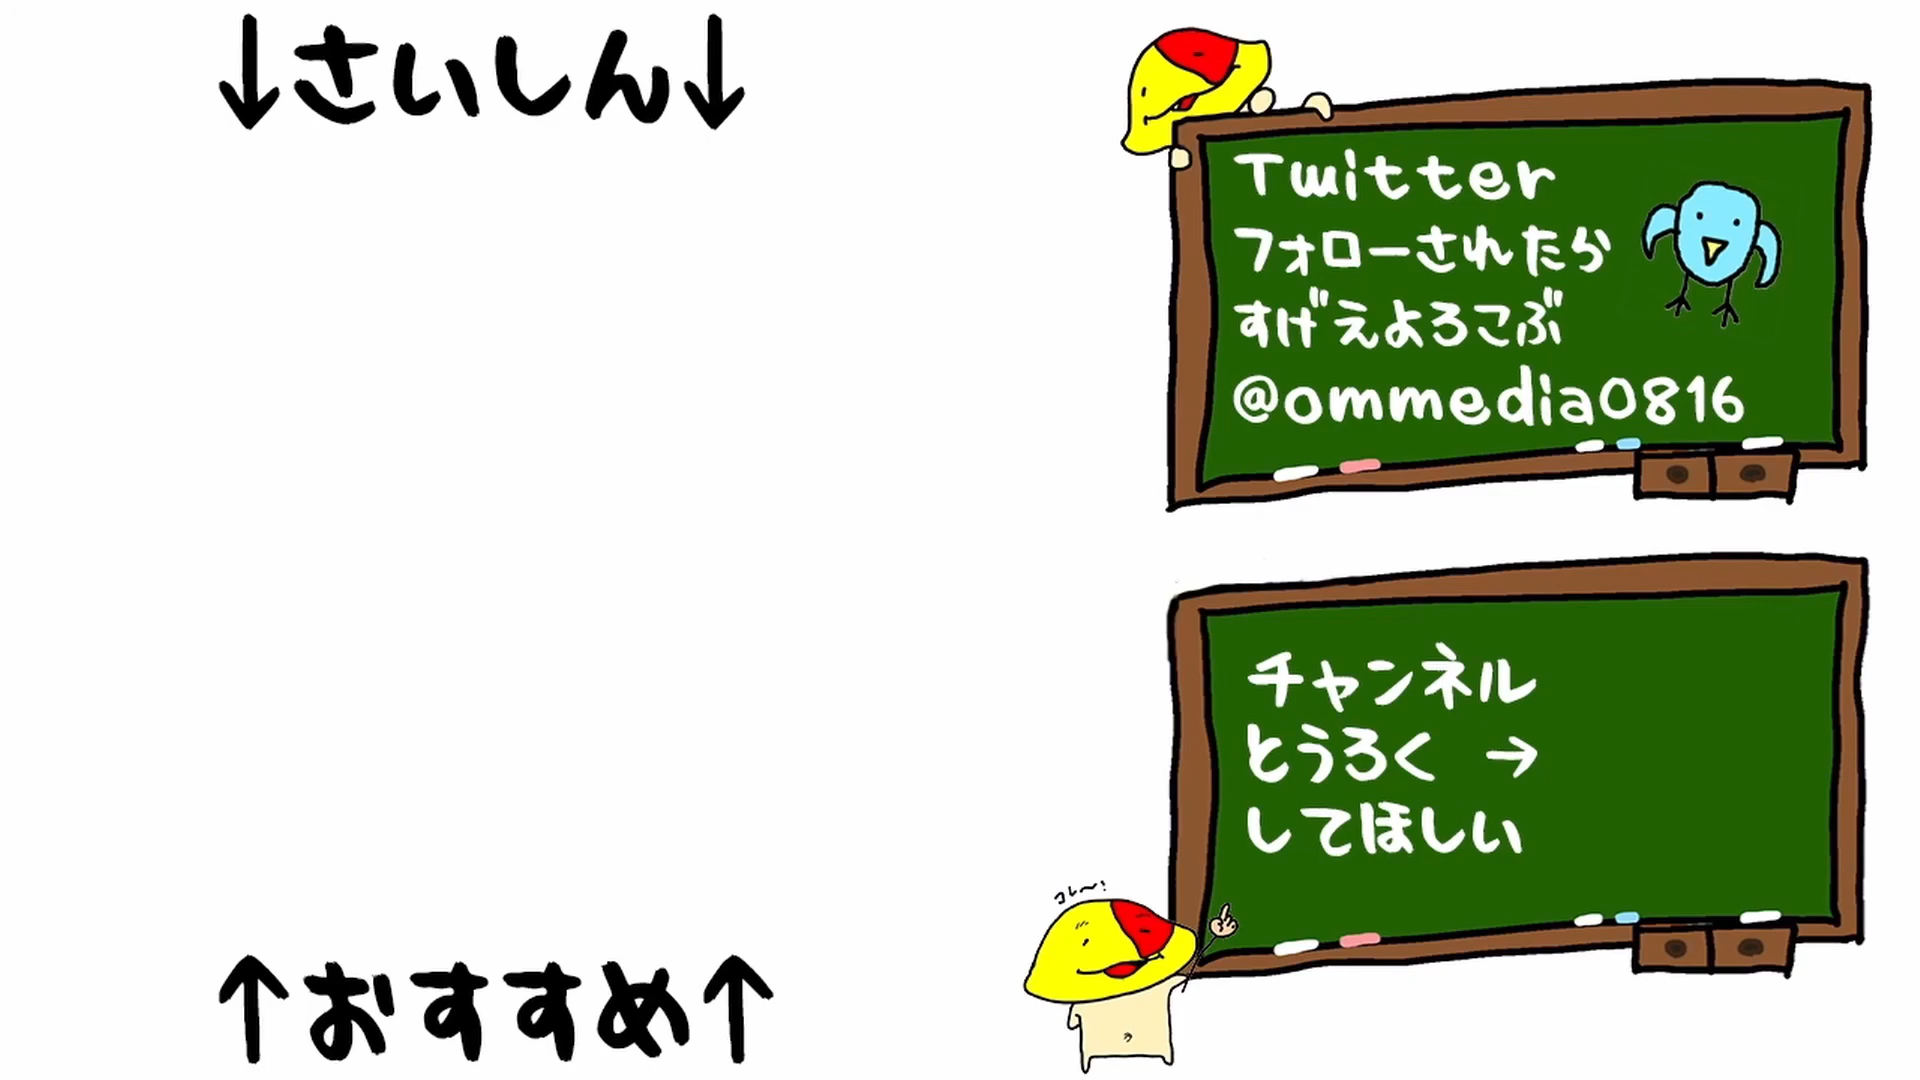 ↓さいしん↓
Twitter
フォローされたら
すげえよろこぶ
@ommedia0816
チャンネル
とうろく →
してほしい
コレ〜!
↑おすすめ↑